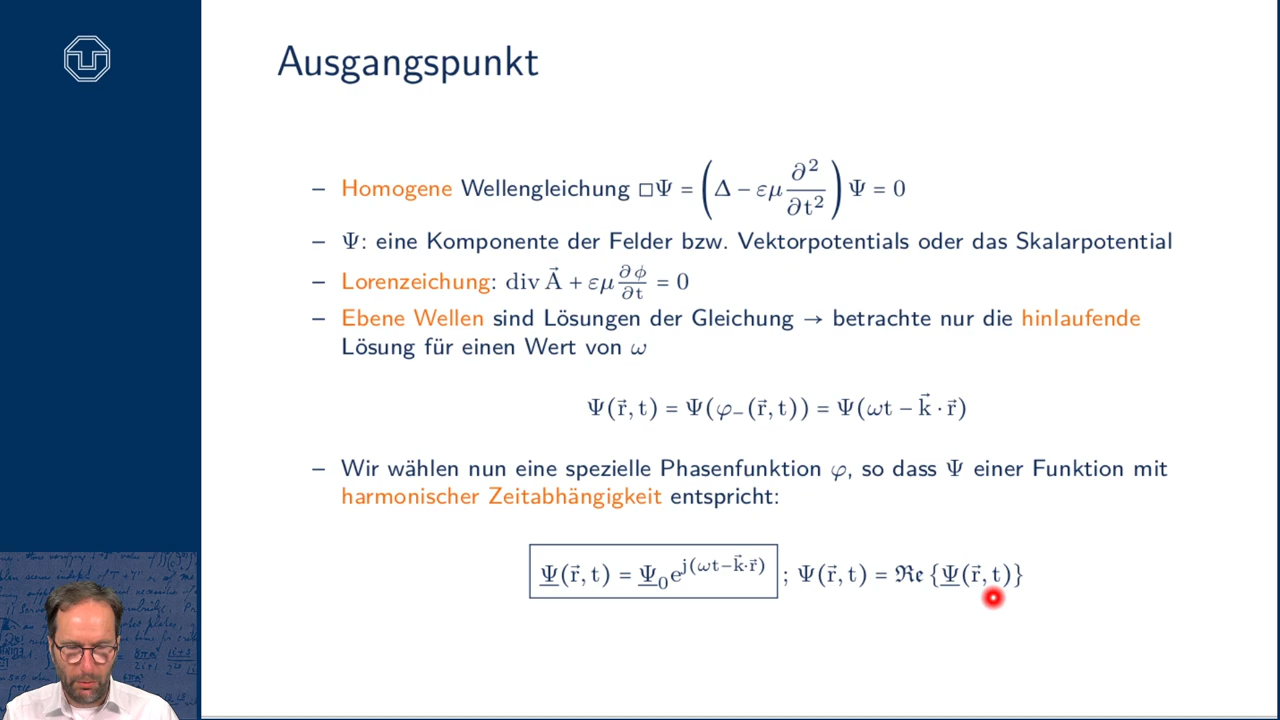 Ausgangspunkt
– Homogene Wellengleichung □Ψ = (Δ − εμ ∂²/∂t²) Ψ = 0
– Ψ: eine Komponente der Felder bzw. Vektorpotentials oder das Skalarpotential
– Lorenzeichung: div A⃗ + εμ ∂ϕ/∂t = 0
– Ebene Wellen sind Lösungen der Gleichung → betrachte nur die hinlaufende
Lösung für einen Wert von ω
Ψ(r⃗, t) = Ψ(φ₋(r⃗, t)) = Ψ(ωt − k⃗ · r⃗)
– Wir wählen nun eine spezielle Phasenfunktion φ, so dass Ψ einer Funktion mit
harmonischer Zeitabhängigkeit entspricht:
Ψ̲(r⃗, t) = Ψ̲₀e^{j(ωt−k⃗·r⃗)} ; Ψ(r⃗, t) = ℜe {Ψ̲(r⃗, t)}